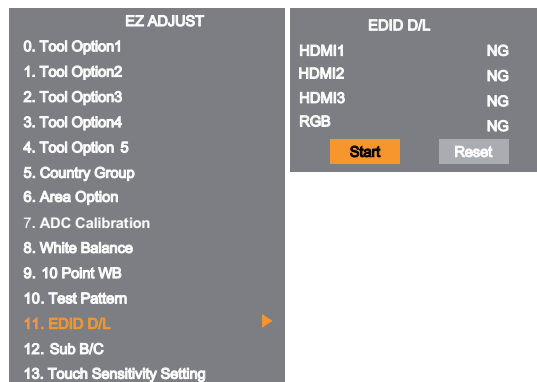 EZ ADJUST
0. Tool Option1
1. Tool Option2
2. Tool Option3
3. Tool Option4
4. Tool Option 5
5. Country Group
6. Area Option
7. ADC Calibration
8. White Balance
9. 10 Point WB
10. Test Pattern
11. EDID D/L
12. Sub B/C
13. Touch Sensitivity Setting
EDID D/L
HDMI1 NG
HDMI2 NG
HDMI3 NG
RGB NG
Start Reset